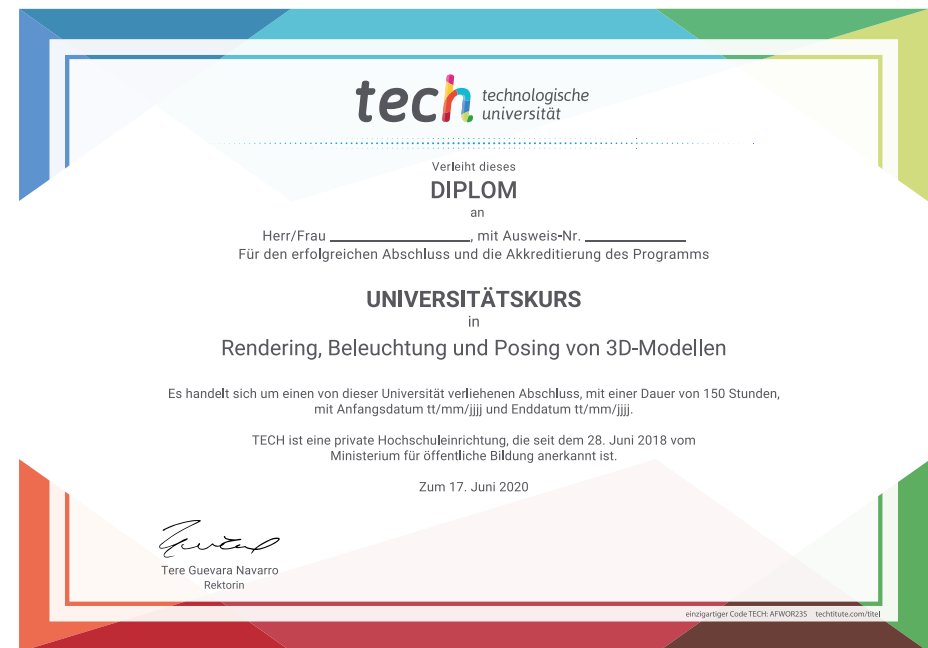 tech technologische
universität
Verleiht dieses
DIPLOM
an
Herr/Frau ____________________, mit Ausweis-Nr. ______________
Für den erfolgreichen Abschluss und die Akkreditierung des Programms
UNIVERSITÄTSKURS
in
Rendering, Beleuchtung und Posing von 3D-Modellen
Es handelt sich um einen von dieser Universität verliehenen Abschluss, mit einer Dauer von 150 Stunden,
mit Anfangsdatum tt/mm/jjjj und Enddatum tt/mm/jjjj.
TECH ist eine private Hochschuleinrichtung, die seit dem 28. Juni 2018 vom
Ministerium für öffentliche Bildung anerkannt ist.
Zum 17. Juni 2020
Tere Guevara Navarro
Rektorin
einzigartiger Code TECH: AFWOR23S techtitute.com/titel